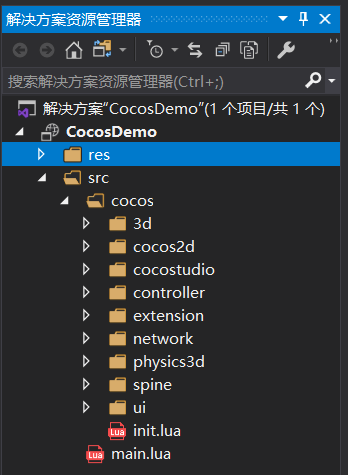 解决方案资源管理器
搜索解决方案资源管理器(Ctrl+;)
解决方案“CocosDemo”(1 个项目/共 1 个)
CocosDemo
res
src
cocos
3d
cocos2d
cocostudio
controller
extension
network
physics3d
spine
ui
Lua init.lua
Lua main.lua